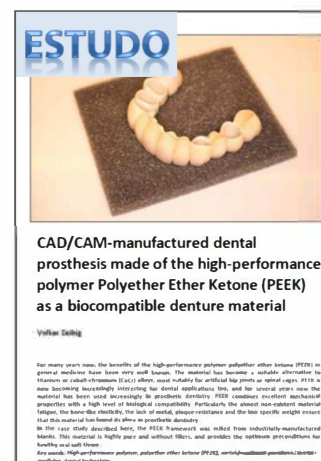 ESTUDO
CAD/CAM-manufactured dental
prosthesis made of the high-performance
polymer Polyether Ether Ketone (PEEK)
as a biocompatible denture material
Volker
For many years now, the benefits of the high-performance polymer polyether ether ketone (PEEK) in
general medicine have been very well known. The material has become a suitable alternative to
titanium or cobalt-chromium (CoCr) alloys, most notably for artificial hip joints or spinal cages. PEEK is
now becoming increasingly interesting for dental applications too, and for several years now the
material has been used increasingly in prosthetic dentistry. PEEK combines excellent mechanical
properties with a high level of biological compatibility. Particularly the almost non-existent material
fatigue, the bone-like elasticity, the lack of metal, plaque-resistance and the low specific weight ensure
that this material has found its place in prosthetic dentistry.
In the case study described here, the PEEK framework was milled from industrially-manufactured
blanks. This material is highly pure and without fillers, and provides the optimum preconditions for
healthy oral soft tissue.
Key words: High-performance polymer, polyether ether ketone (PEEK),